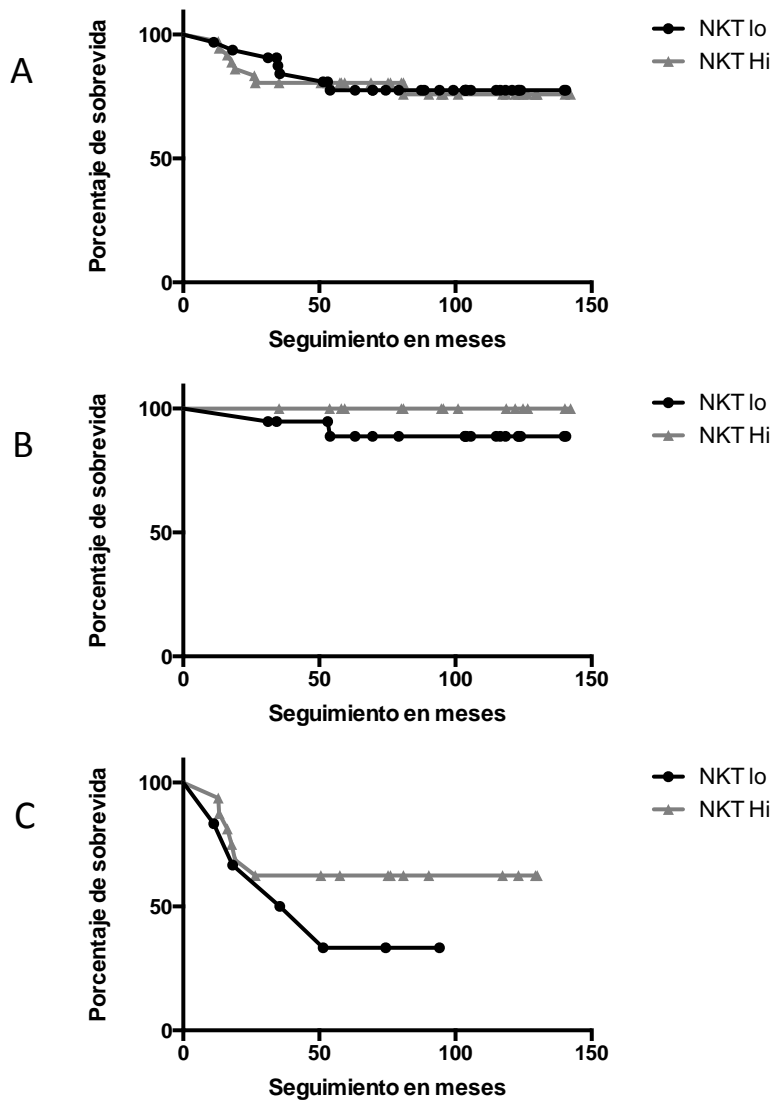 A
Porcentaje de sobrevida
100
50
0
0 50 100 150
Seguimiento en meses
NKT lo
NKT Hi
B
Porcentaje de sobrevida
100
50
0
0 50 100 150
Seguimiento en meses
NKT lo
NKT Hi
C
Porcentaje de sobrevida
100
50
0
0 50 100 150
Seguimiento en meses
NKT lo
NKT Hi